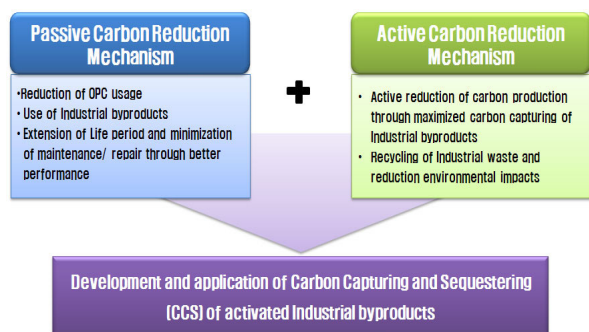 Passive Carbon Reduction
Mechanism
•Reduction of OPC usage
• Use of Industrial byproducts
• Extension of Life period and minimization
of maintenance/ repair through better
performance
+
Active Carbon Reduction
Mechanism
• Active reduction of carbon production
through maximized carbon capturing of
Industrial byproducts
• Recycling of Industrial waste and
reduction environmental impacts
Development and application of Carbon Capturing and Sequestering
(CCS) of activated Industrial byproducts